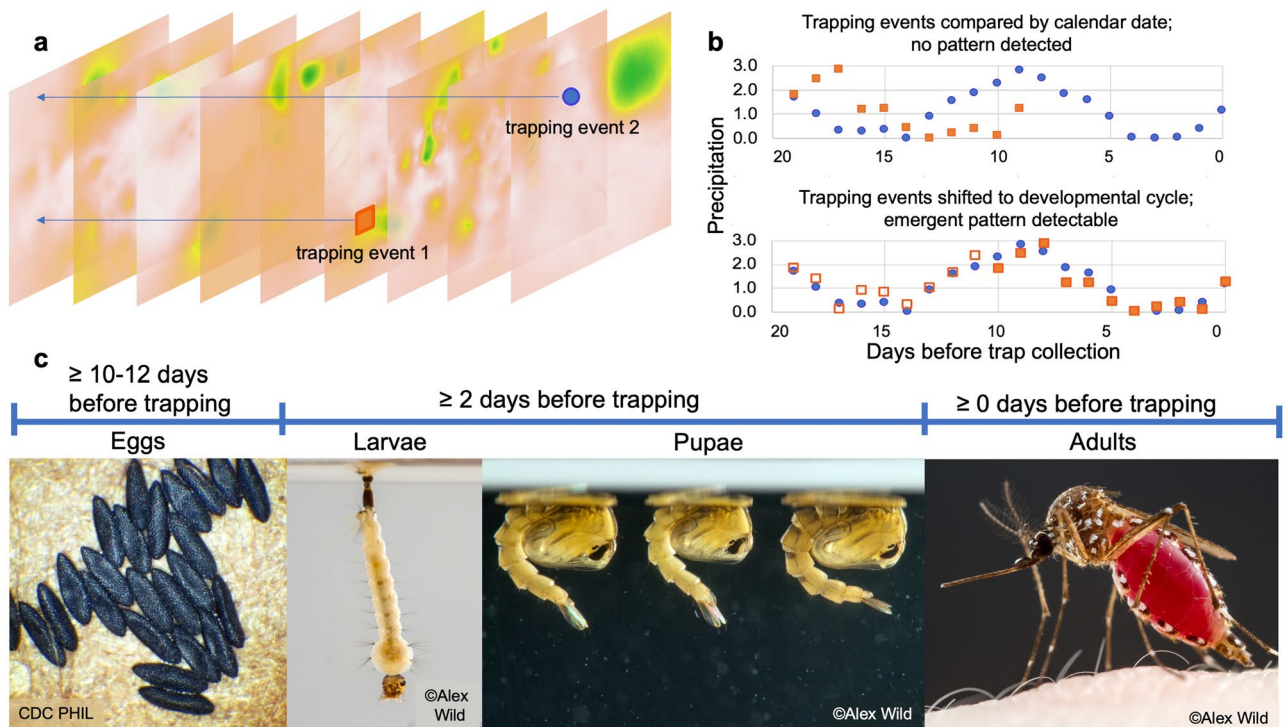 a
trapping event 2
trapping event 1
b
Trapping events compared by calendar date;
no pattern detected
3.0
2.0
1.0
0.0
20 15 10 5 0
Precipitation
Trapping events shifted to developmental cycle;
emergent pattern detectable
3.0
2.0
1.0
0.0
20 15 10 5 0
Days before trap collection
c
≥ 10-12 days
before trapping
≥ 2 days before trapping
≥ 0 days before trapping
Eggs
Larvae
Pupae
Adults
CDC PHIL
©Alex
Wild
©Alex Wild
©Alex Wild